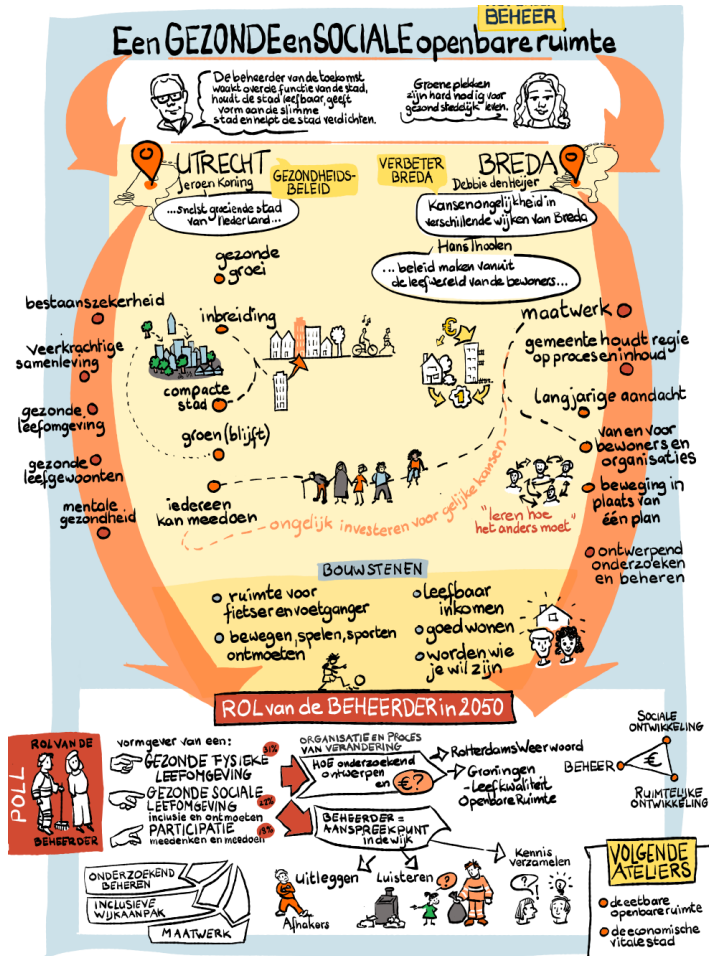 BEHEER
Een GEZONDE en SOCIALE openbare ruimte
De beheerder van de toekomst
waakt over de functie van de stad,
houdt de stad leefbaar, geeft
vorm aan de slimme
stad en helpt de stad verdichten.
Groene plekken
zijn hard nodig voor
gezond stedelijk leven.
UTRECHT
Jeroen Koning
GEZONDHEIDS-
BELEID
...snelst groeiende stad
van Nederland...
VERBETER
BREDA
BREDA
Debbie den Heijer
Kansenongelijkheid in
verschillende wijken van Breda
Hans Thoolen
... beleid maken vanuit
de leefwereld van de bewoners...
bestaanszekerheid
veerkrachtige
samenleving
gezonde
leefomgeving
gezonde
leefgewoonten
mentale
gezondheid
gezonde
groei
inbreiding
compacte
stad
groen (blijft)
iedereen
kan meedoen
€
1
maatwerk
gemeente houdt regie
op proces en inhoud
langjarige aandacht
van en voor
bewoners en
organisaties
beweging in
plaats van
één plan
ontwerpend
onderzoeken
en beheren
"leren hoe
het anders moet"
ongelijk investeren voor gelijke kansen
BOUWSTENEN
ruimte voor
fietser en voetganger
bewegen, spelen, sporten
ontmoeten
leefbaar
inkomen
goed wonen
worden wie
je wil zijn
ROL van de BEHEERDER in 2050
POLL
ROL VAN DE
BEHEERDER
vormgever van een:
GEZONDE FYSIEKE
LEEFOMGEVING
31%
GEZONDE SOCIALE
LEEFOMGEVING
inclusie en ontmoeten
PARTICIPATIE
meedenken en meedoen
ORGANISATIE EN PROCES
VAN VERANDERING
HOE onderzoekend
ontwerpen
en €?
Rotterdams Weerwoord
Groningen
-Leefkwaliteit
Openbare Ruimte
BEHEERDER =
AANSPREEKPUNT
in de wijk
Uitleggen
Luisteren
Kennis
verzamelen
Afhakers
?
?
!
SOCIALE
ONTWIKKELING
BEHEER
€
RUIMTELIJKE
ONTWIKKELING
ONDERZOEKEND
BEHEREN
INCLUSIEVE
WIJKAANPAK
MAATWERK
VOLGENDE
ATELIERS
de eetbare
openbare ruimte
de economische
vitale stad